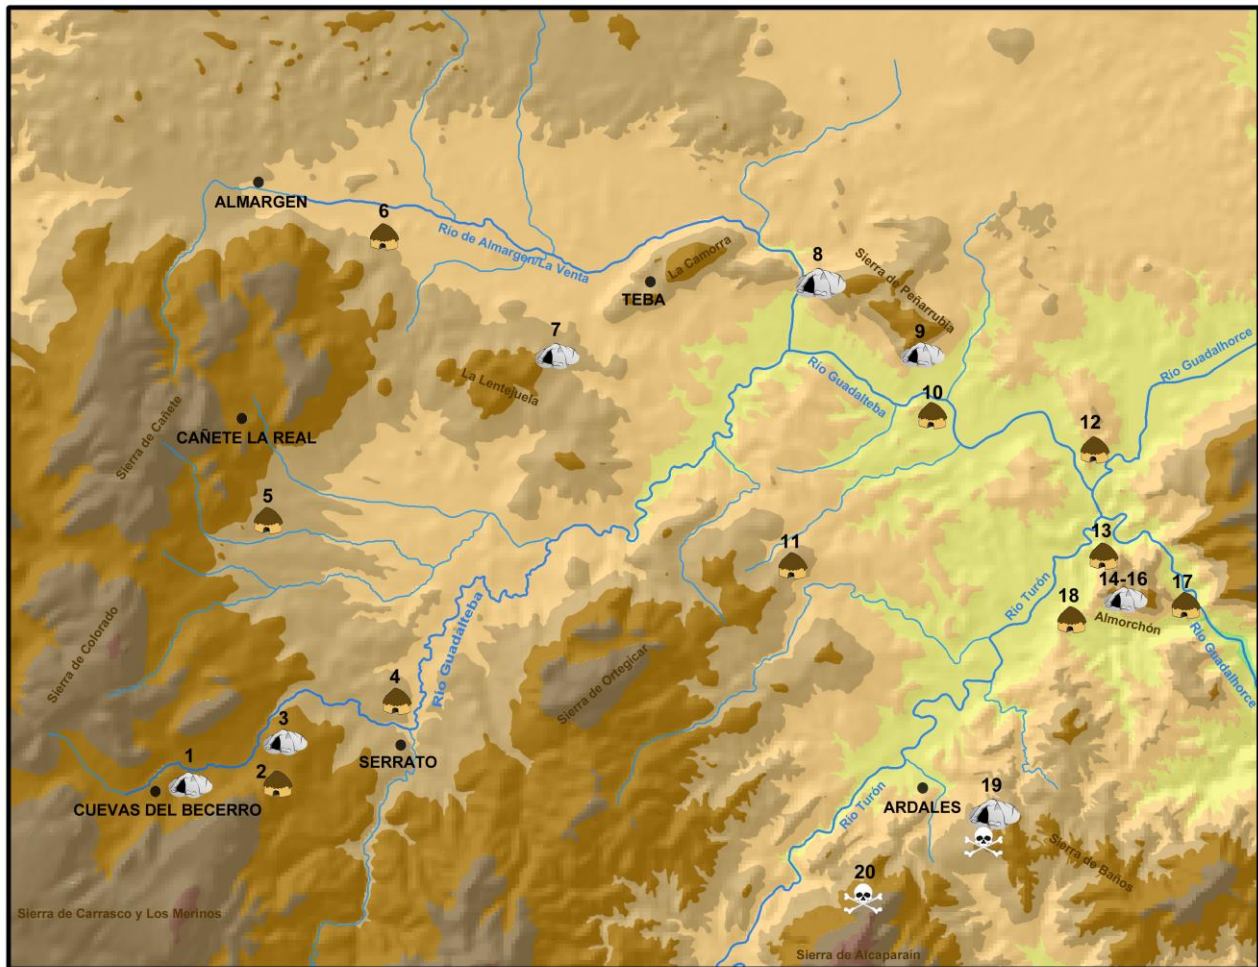 ALMARGEN
6
Río de Almargen/La Venta
La Camorra
TEBA
8
Sierra de Peñarrubia
7
La Lentejuela
9
Río Guadalhorce
Río Guadalteba
10
Sierra de Cañete
CAÑETE LA REAL
12
5
11
13
14-16
17
18
Río Turón
Almorchón
Río Guadalhorce
Sierra de Colorado
Río Guadalteba
4
Sierra de Ortegicar
3
SERRATO
1
2
CUEVAS DEL BECERRO
Río Turón
ARDALES
19
Sierra de Baños
20
Sierra de Carrasco y Los Merinos
Sierra de Alcaparain